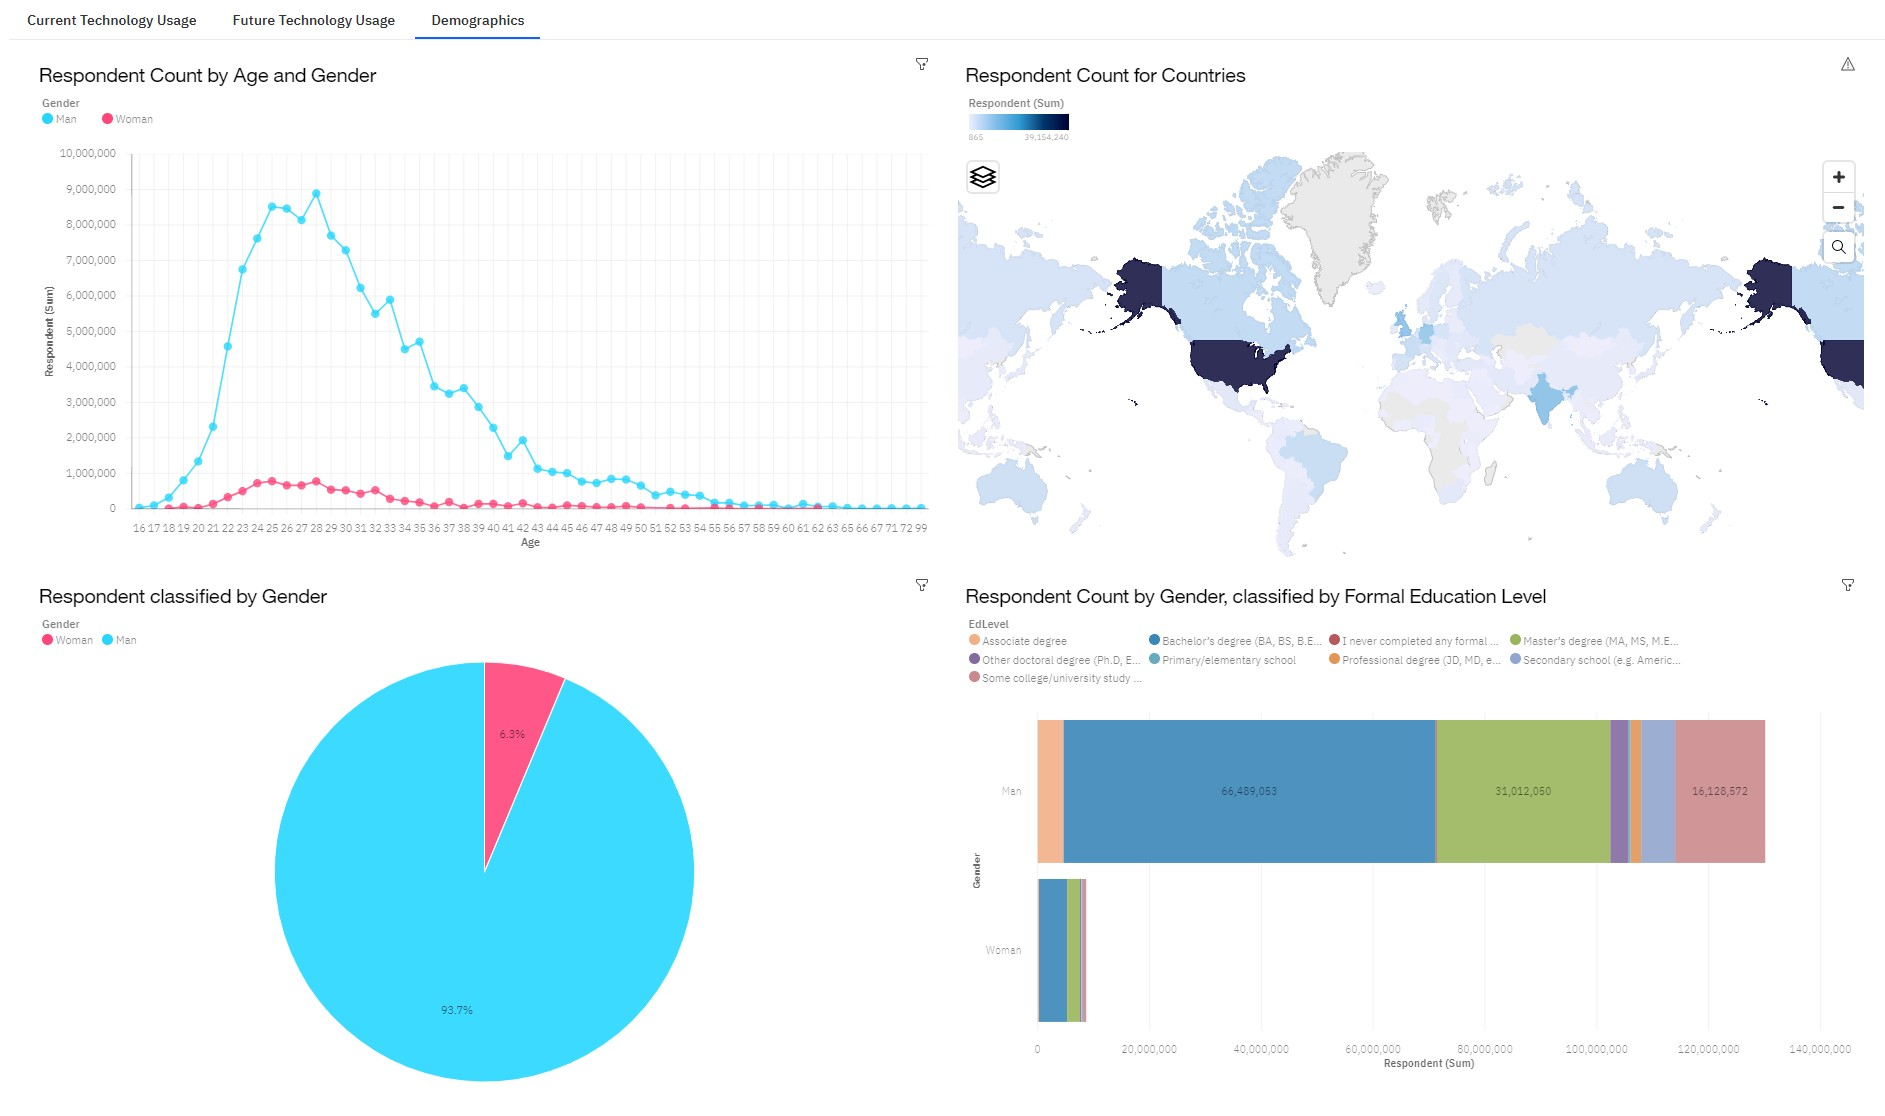 Current Technology Usage Future Technology Usage Demographics
Respondent Count by Age and Gender
Gender
Man Woman
10,000,000
9,000,000
8,000,000
7,000,000
6,000,000
5,000,000
4,000,000
3,000,000
2,000,000
1,000,000
0
Respondent (Sum)
16 17 18 19 20 21 22 23 24 25 26 27 28 29 30 31 32 33 34 35 36 37 38 39 40 41 42 43 44 45 46 47 48 49 50 51 52 53 54 55 56 57 58 59 60 61 62 63 65 66 67 71 72 99
Age
Respondent Count for Countries
Respondent (Sum)
865 39,154,240
Respondent classified by Gender
Gender
Woman Man
6.3%
93.7%
Respondent Count by Gender, classified by Formal Education Level
EdLevel
Associate degree Bachelor's degree (BA, BS, B.E... I never completed any formal ... Master's degree (MA, MS, M.E...
Other doctoral degree (Ph.D, E... Primary/elementary school Professional degree (JD, MD, e... Secondary school (e.g. Americ...
Some college/university study ...
Man
66,489,053 31,012,050 16,128,572
Gender
Woman
0 20,000,000 40,000,000 60,000,000 80,000,000 100,000,000 120,000,000 140,000,000
Respondent (Sum)